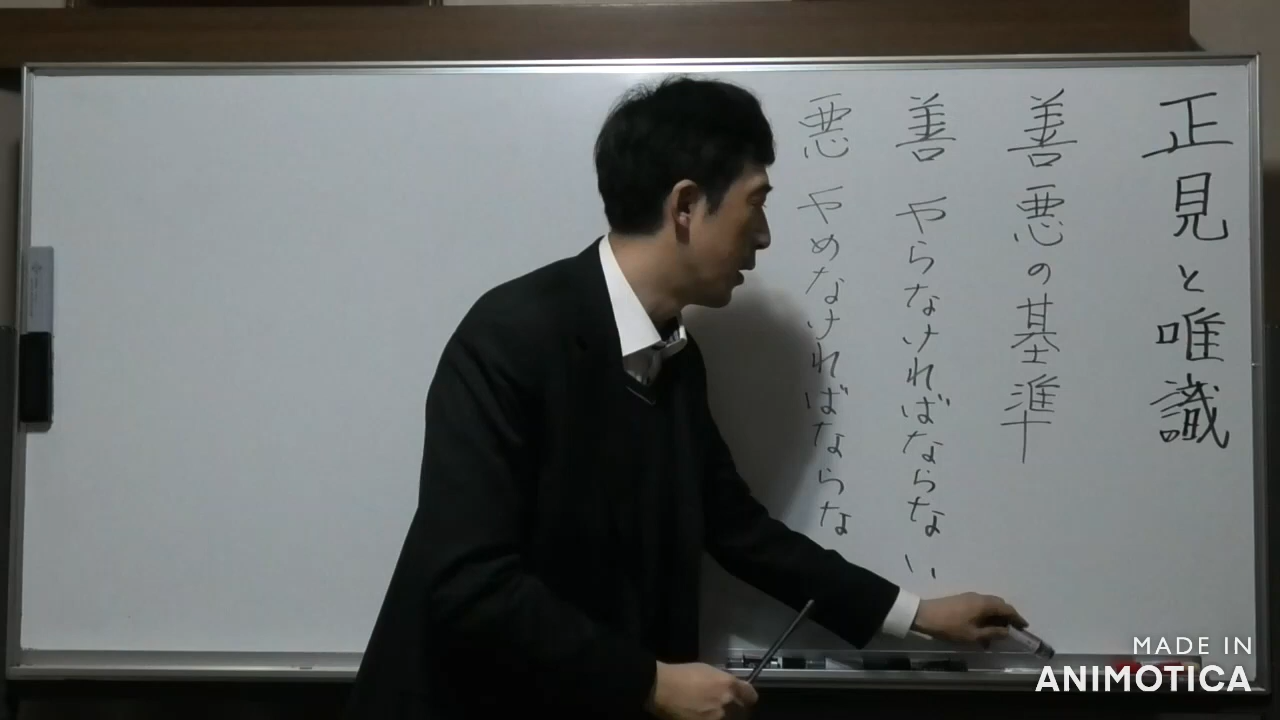 正見と唯識
善悪の基準
善 やらなければならない
悪 やめなければならな
MADE IN
ANIMOTICA